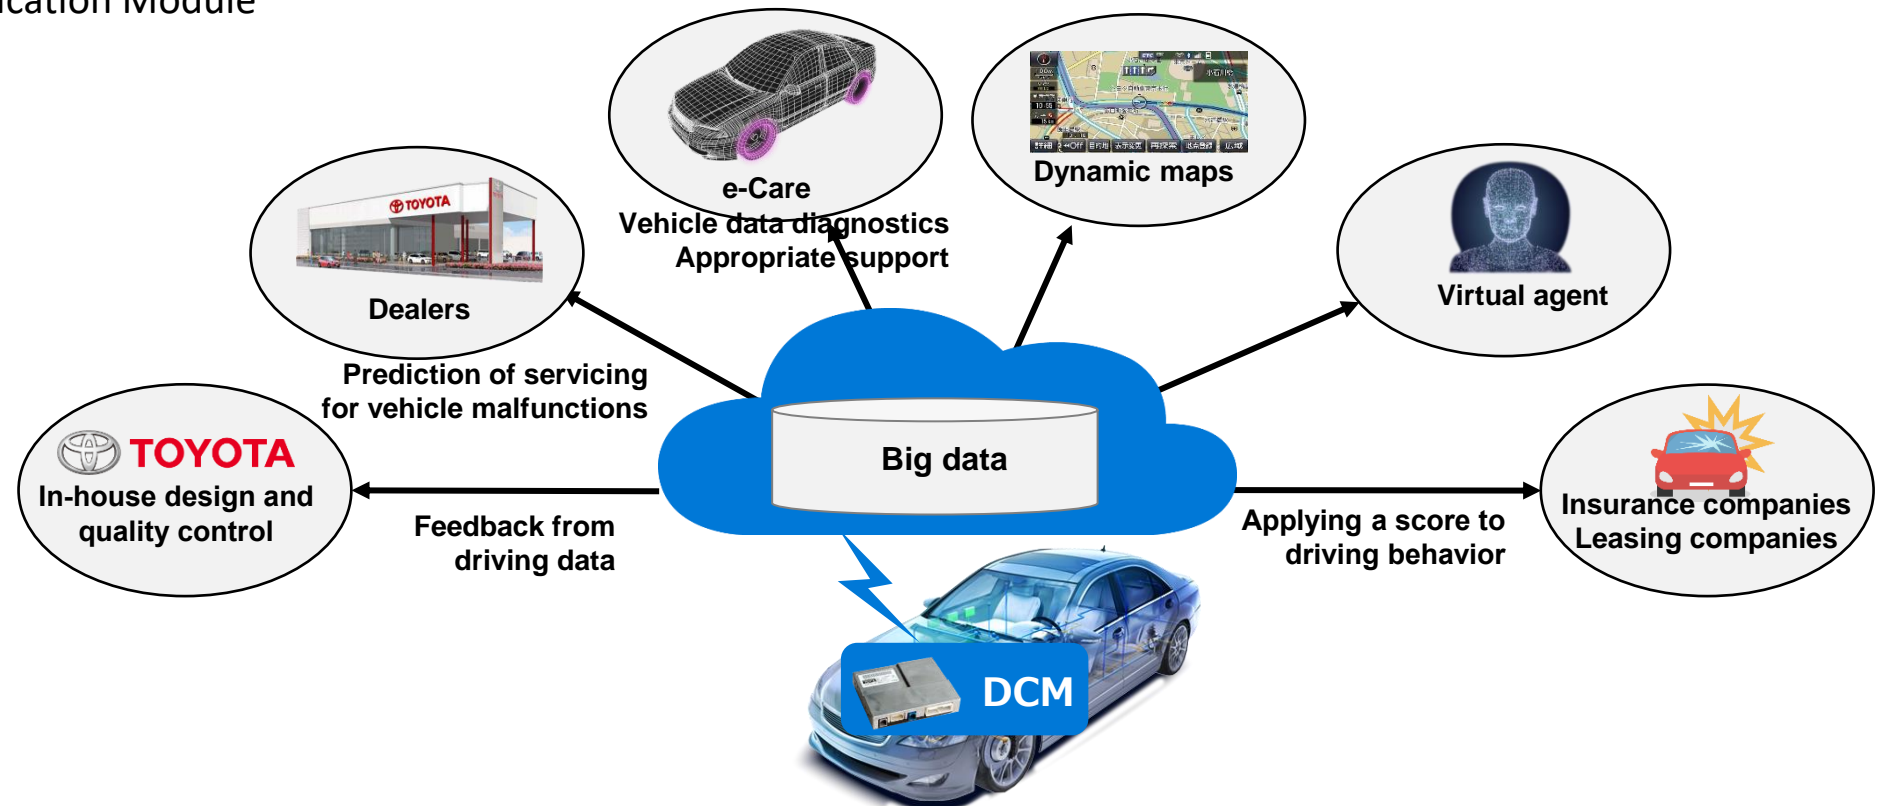 ication Module
e-Care
Vehicle data diagnostics
Appropriate support
Dynamic maps
Virtual agent
TOYOTA
Dealers
Prediction of servicing
for vehicle malfunctions
TOYOTA
In-house design and
quality control
Feedback from
driving data
Big data
Applying a score to
driving behavior
Insurance companies
Leasing companies
DCM